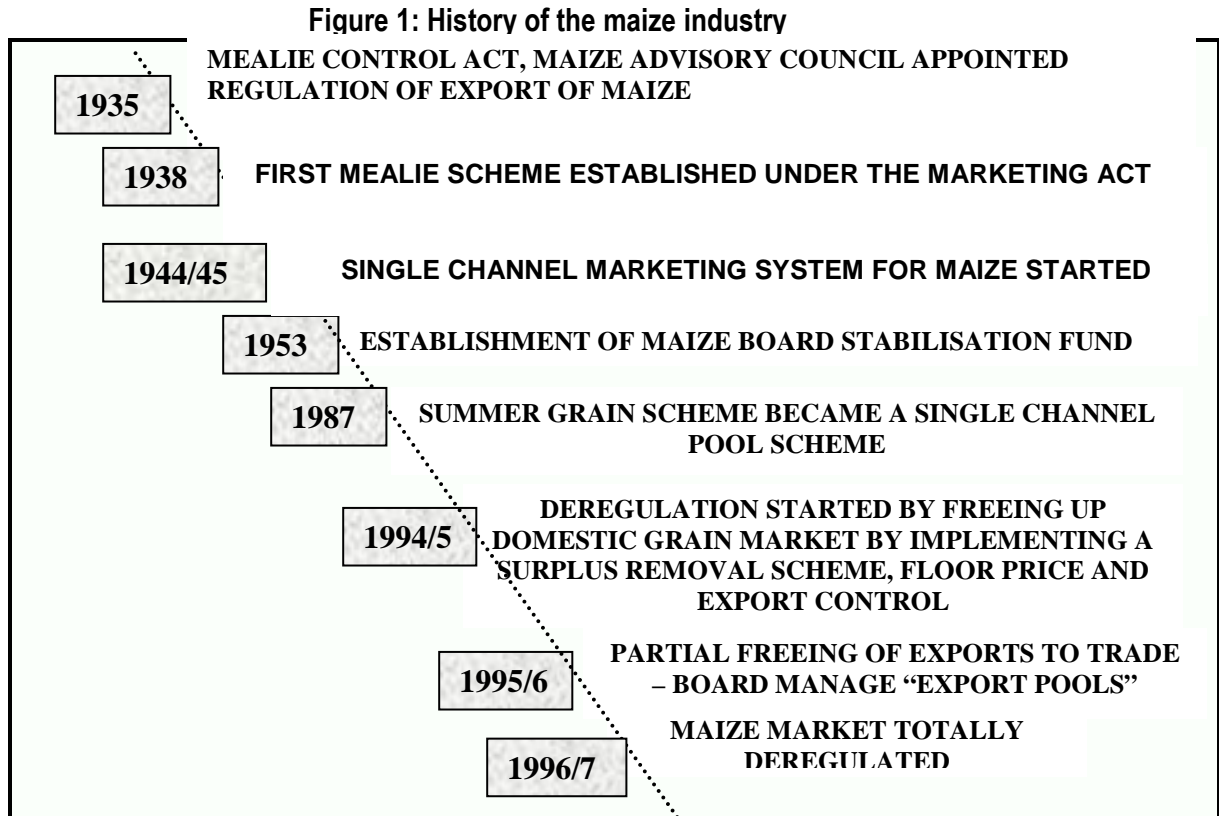 Figure 1: History of the maize industry
MEALIE CONTROL ACT, MAIZE ADVISORY COUNCIL APPOINTED
REGULATION OF EXPORT OF MAIZE
1935
1938
FIRST MEALIE SCHEME ESTABLISHED UNDER THE MARKETING ACT
1944/45
SINGLE CHANNEL MARKETING SYSTEM FOR MAIZE STARTED
1953
ESTABLISHMENT OF MAIZE BOARD STABILISATION FUND
1987
SUMMER GRAIN SCHEME BECAME A SINGLE CHANNEL
POOL SCHEME
1994/5
DEREGULATION STARTED BY FREEING UP
DOMESTIC GRAIN MARKET BY IMPLEMENTING A
SURPLUS REMOVAL SCHEME, FLOOR PRICE AND
EXPORT CONTROL
1995/6
PARTIAL FREEING OF EXPORTS TO TRADE
– BOARD MANAGE “EXPORT POOLS”
1996/7
MAIZE MARKET TOTALLY
DEREGULATED